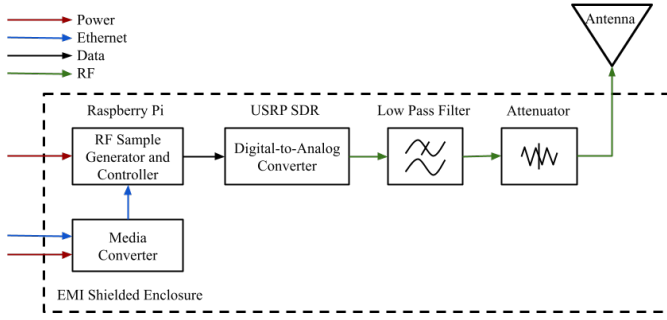 Power
Ethernet
Data
RF
Antenna
Raspberry Pi
USRP SDR
Low Pass Filter
Attenuator
RF Sample
Generator and
Controller
Digital-to-Analog
Converter
Media
Converter
EMI Shielded Enclosure